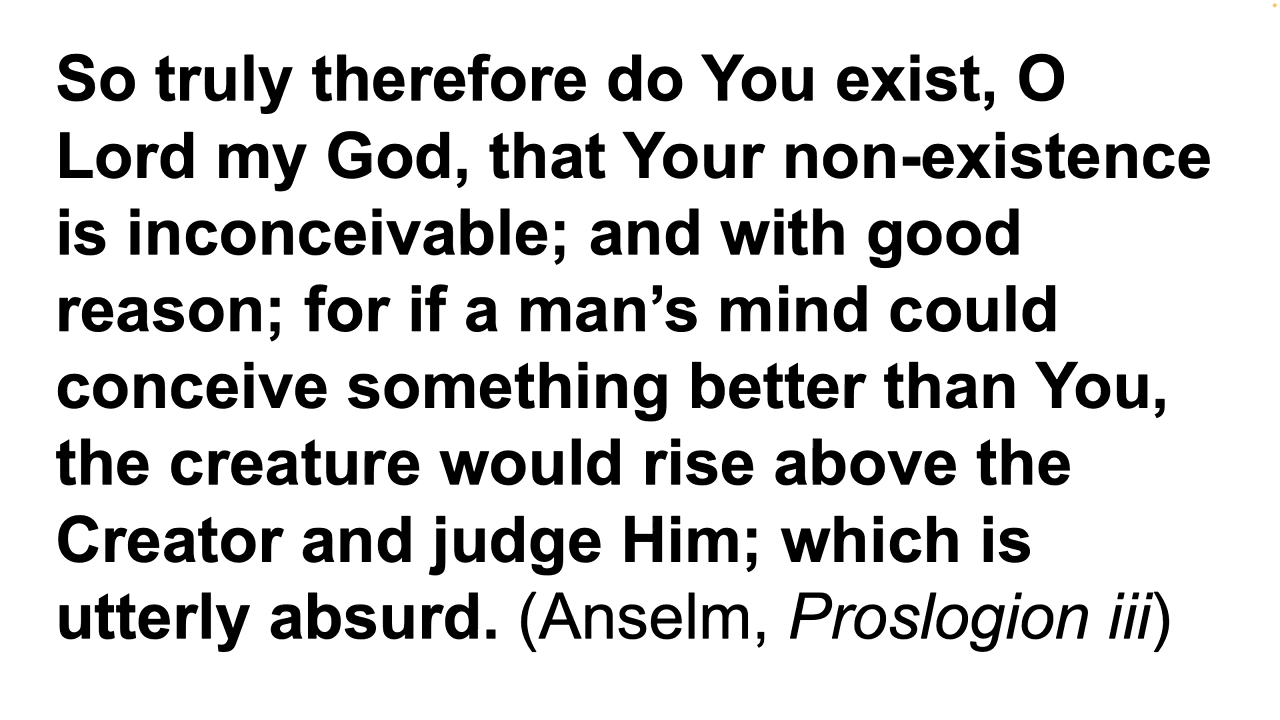 So truly therefore do You exist, O
Lord my God, that Your non-existence
is inconceivable; and with good
reason; for if a man’s mind could
conceive something better than You,
the creature would rise above the
Creator and judge Him; which is
utterly absurd. (Anselm, Proslogion iii)